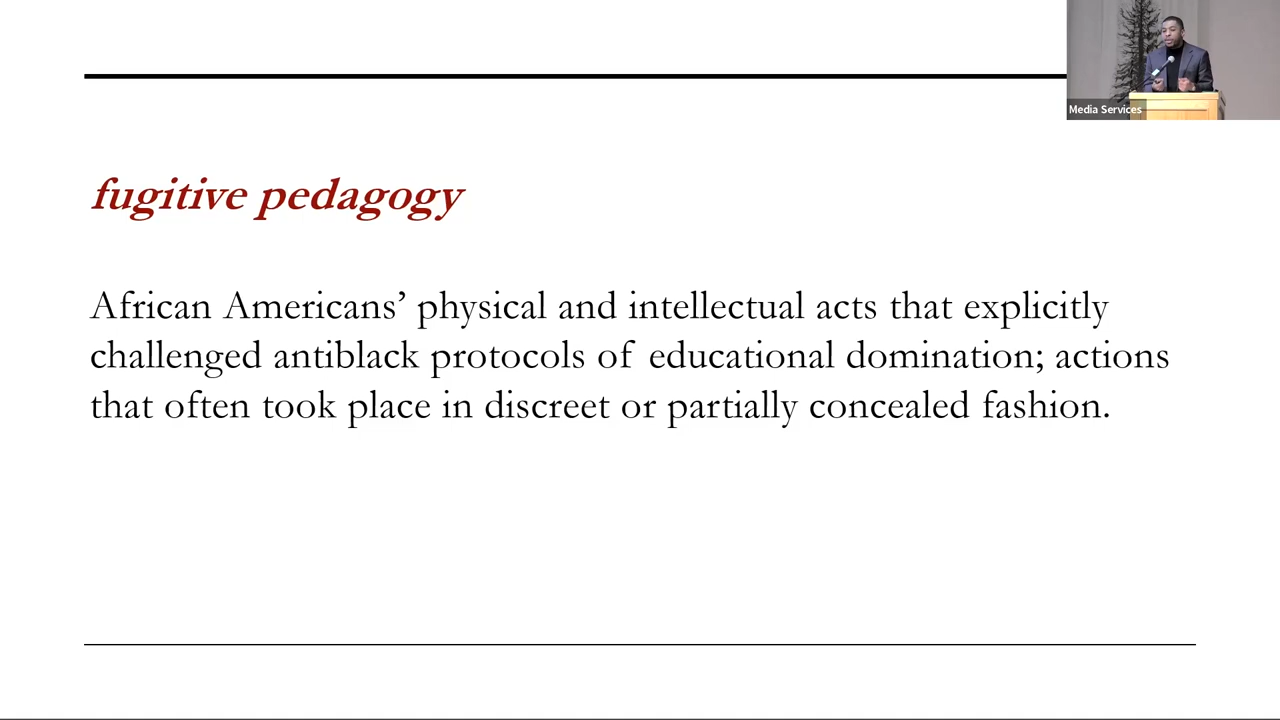 Media Services
fugitive pedagogy
African Americans’ physical and intellectual acts that explicitly
challenged antiblack protocols of educational domination; actions
that often took place in discreet or partially concealed fashion.